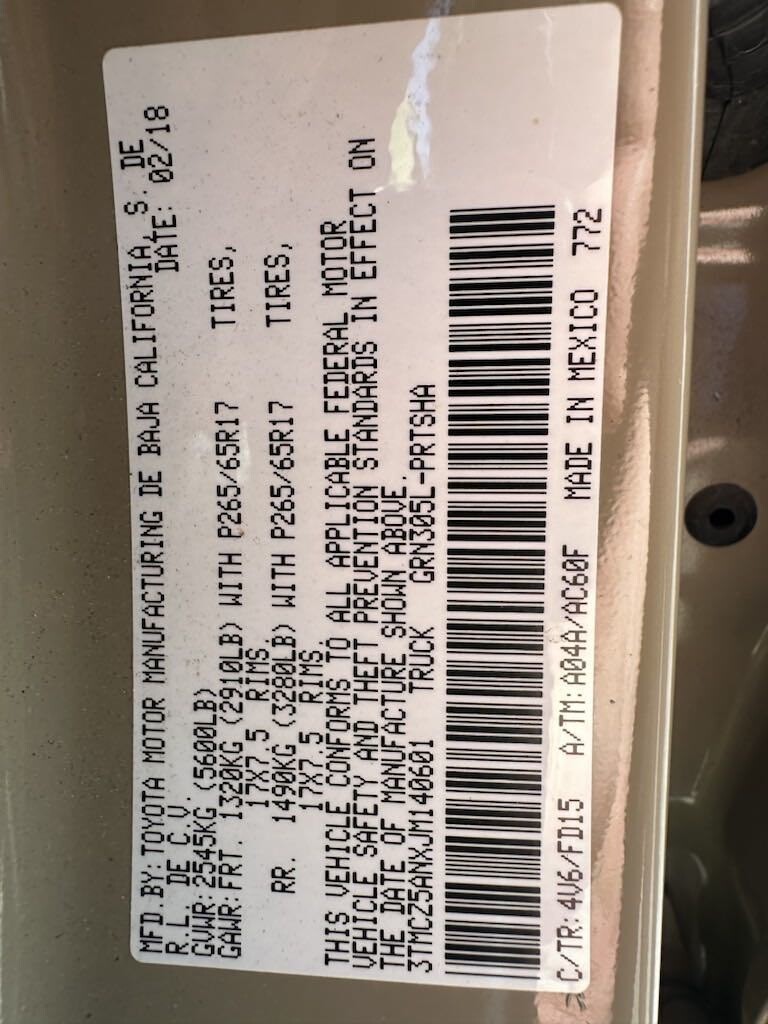 MFD.BY:TOYOTA MOTOR MANUFACTURING DE BAJA CALIFORNIA, S. DE
R.L. DE C.V. DATE: 02/18
GVWR:2545KG (5600LB)
GAWR:FRT. 1320KG (2910LB) WITH P265/65R17 TIRES,
17X7.5 RIMS.
RR. 1490KG (3280LB) WITH P265/65R17 TIRES,
17X7.5 RIMS.
THIS VEHICLE CONFORMS TO ALL APPLICABLE FEDERAL MOTOR
VEHICLE SAFETY AND THEFT PREVENTION STANDARDS IN EFFECT ON
THE DATE OF MANUFACTURE SHOWN ABOVE.
3TMCZ5ANXJM140601 TRUCK GRN305L-PRTSHA
C/TR:4V6/FD15 A/TM:A04A/AC60F MADE IN MEXICO 772